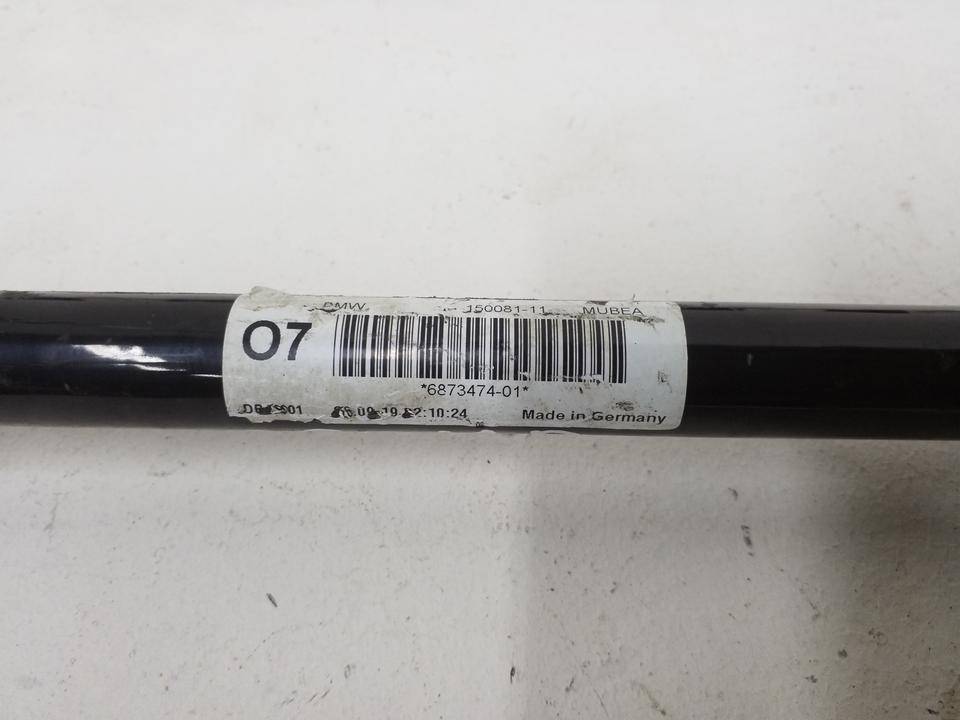 BMW 150081-11 MUBEA
O7
*6873474-01*
Made in Germany